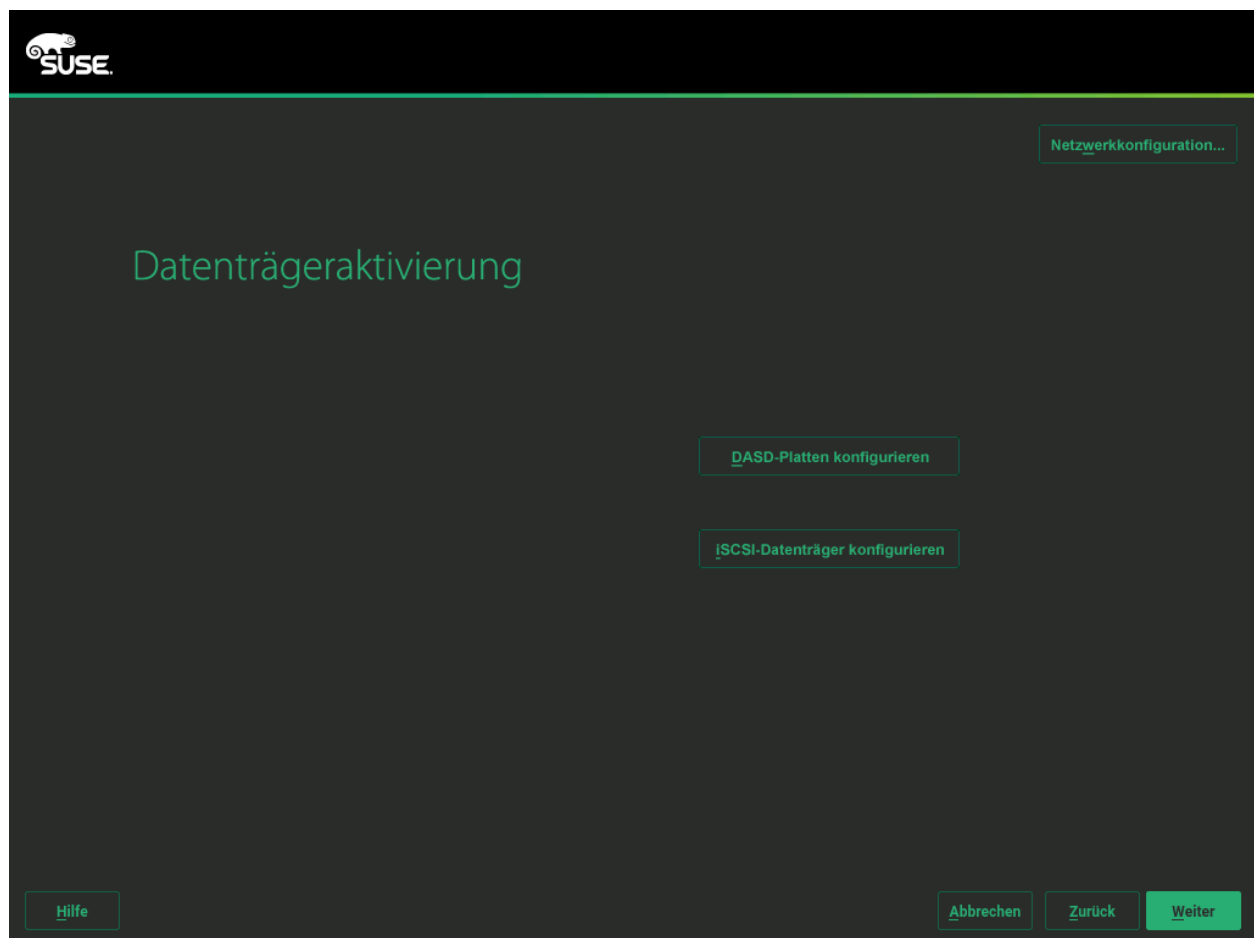 SUSE.
Netzwerkkonfiguration...
Datenträgeraktivierung
DASD-Platten konfigurieren
iSCSI-Datenträger konfigurieren
Hilfe
Abbrechen
Zurück
Weiter